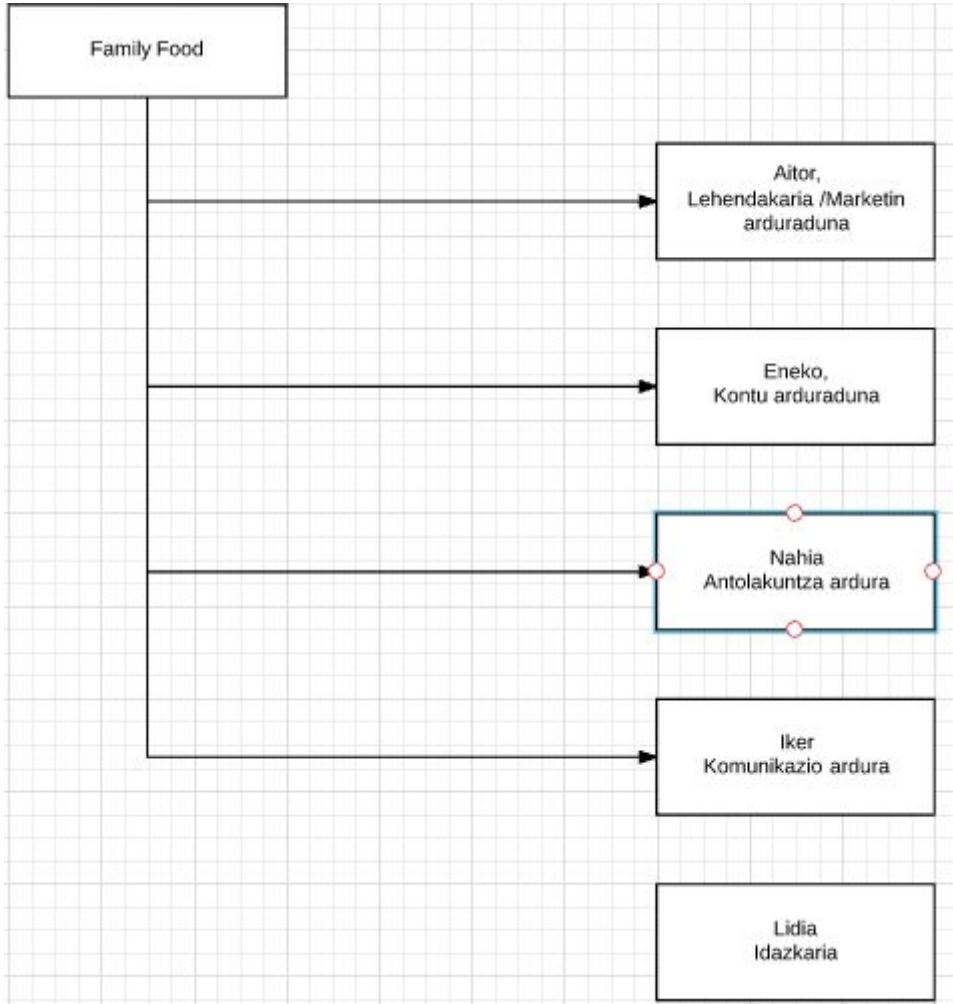 Family Food
Aitor,
Lehendakaria /Marketin
arduraduna
Eneko,
Kontu arduraduna
Nahia
Antolakuntza ardura
Iker
Komunikazio ardura
Lidia
Idazkaria